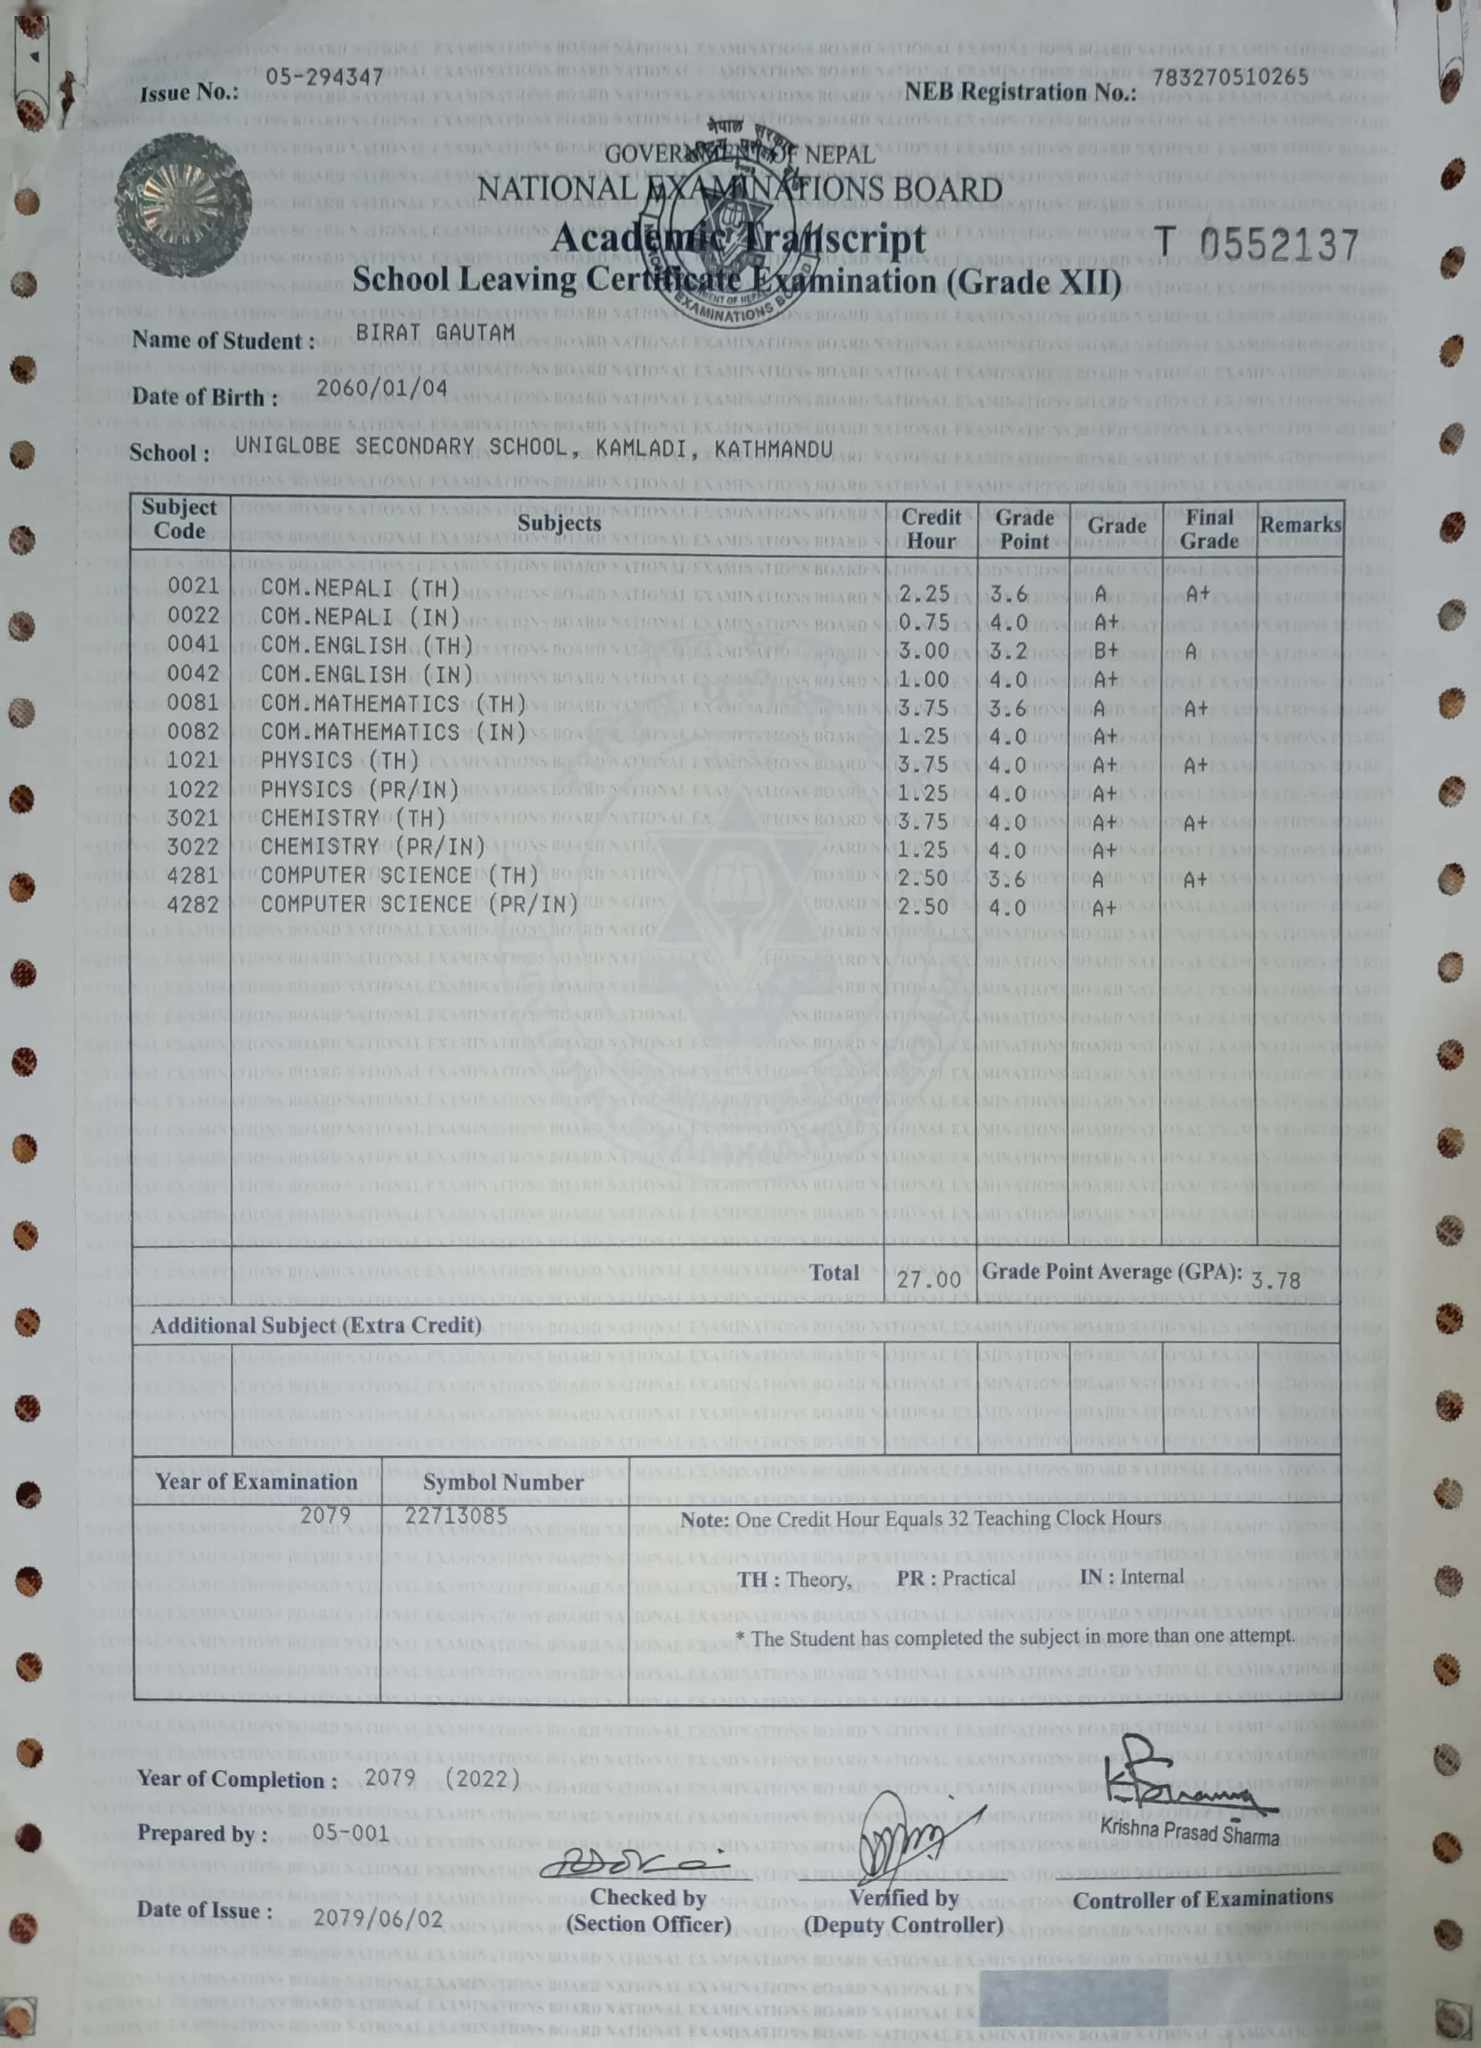 Issue No.: 05-294347 NEB Registration No.: 783270510265
नेपाल सरकार
GOVERNMENT OF NEPAL
NATIONAL EXAMINATIONS BOARD
Academic Transcript T 0552137
School Leaving Certificate Examination (Grade XII)
EXAMINATIONS BOARD
Name of Student : BIRAT GAUTAM
Date of Birth : 2060/01/04
School : UNIGLOBE SECONDARY SCHOOL, KAMLADI, KATHMANDU
Subject Code Subjects Credit Hour Grade Point Grade Final Grade Remarks
0021 COM.NEPALI (TH) 2.25 3.6 A A+
0022 COM.NEPALI (IN) 0.75 4.0 A+
0041 COM.ENGLISH (TH) 3.00 3.2 B+ A
0042 COM.ENGLISH (IN) 1.00 4.0 A+
0081 COM.MATHEMATICS (TH) 3.75 3.6 A A+
0082 COM.MATHEMATICS (IN) 1.25 4.0 A+
1021 PHYSICS (TH) 3.75 4.0 A+ A+
1022 PHYSICS (PR/IN) 1.25 4.0 A+
3021 CHEMISTRY (TH) 3.75 4.0 A+ A+
3022 CHEMISTRY (PR/IN) 1.25 4.0 A+
4281 COMPUTER SCIENCE (TH) 2.50 3.6 A A+
4282 COMPUTER SCIENCE (PR/IN) 2.50 4.0 A+
Total 27.00 Grade Point Average (GPA): 3.78
Additional Subject (Extra Credit)
Year of Examination Symbol Number
2079 22713085 Note: One Credit Hour Equals 32 Teaching Clock Hours
TH : Theory, PR : Practical IN : Internal
* The Student has completed the subject in more than one attempt.
Year of Completion : 2079 (2022)
Krishna Prasad Sharma
Prepared by : 05-001
Checked by Verified by Controller of Examinations
Date of Issue : 2079/06/02 (Section Officer) (Deputy Controller)